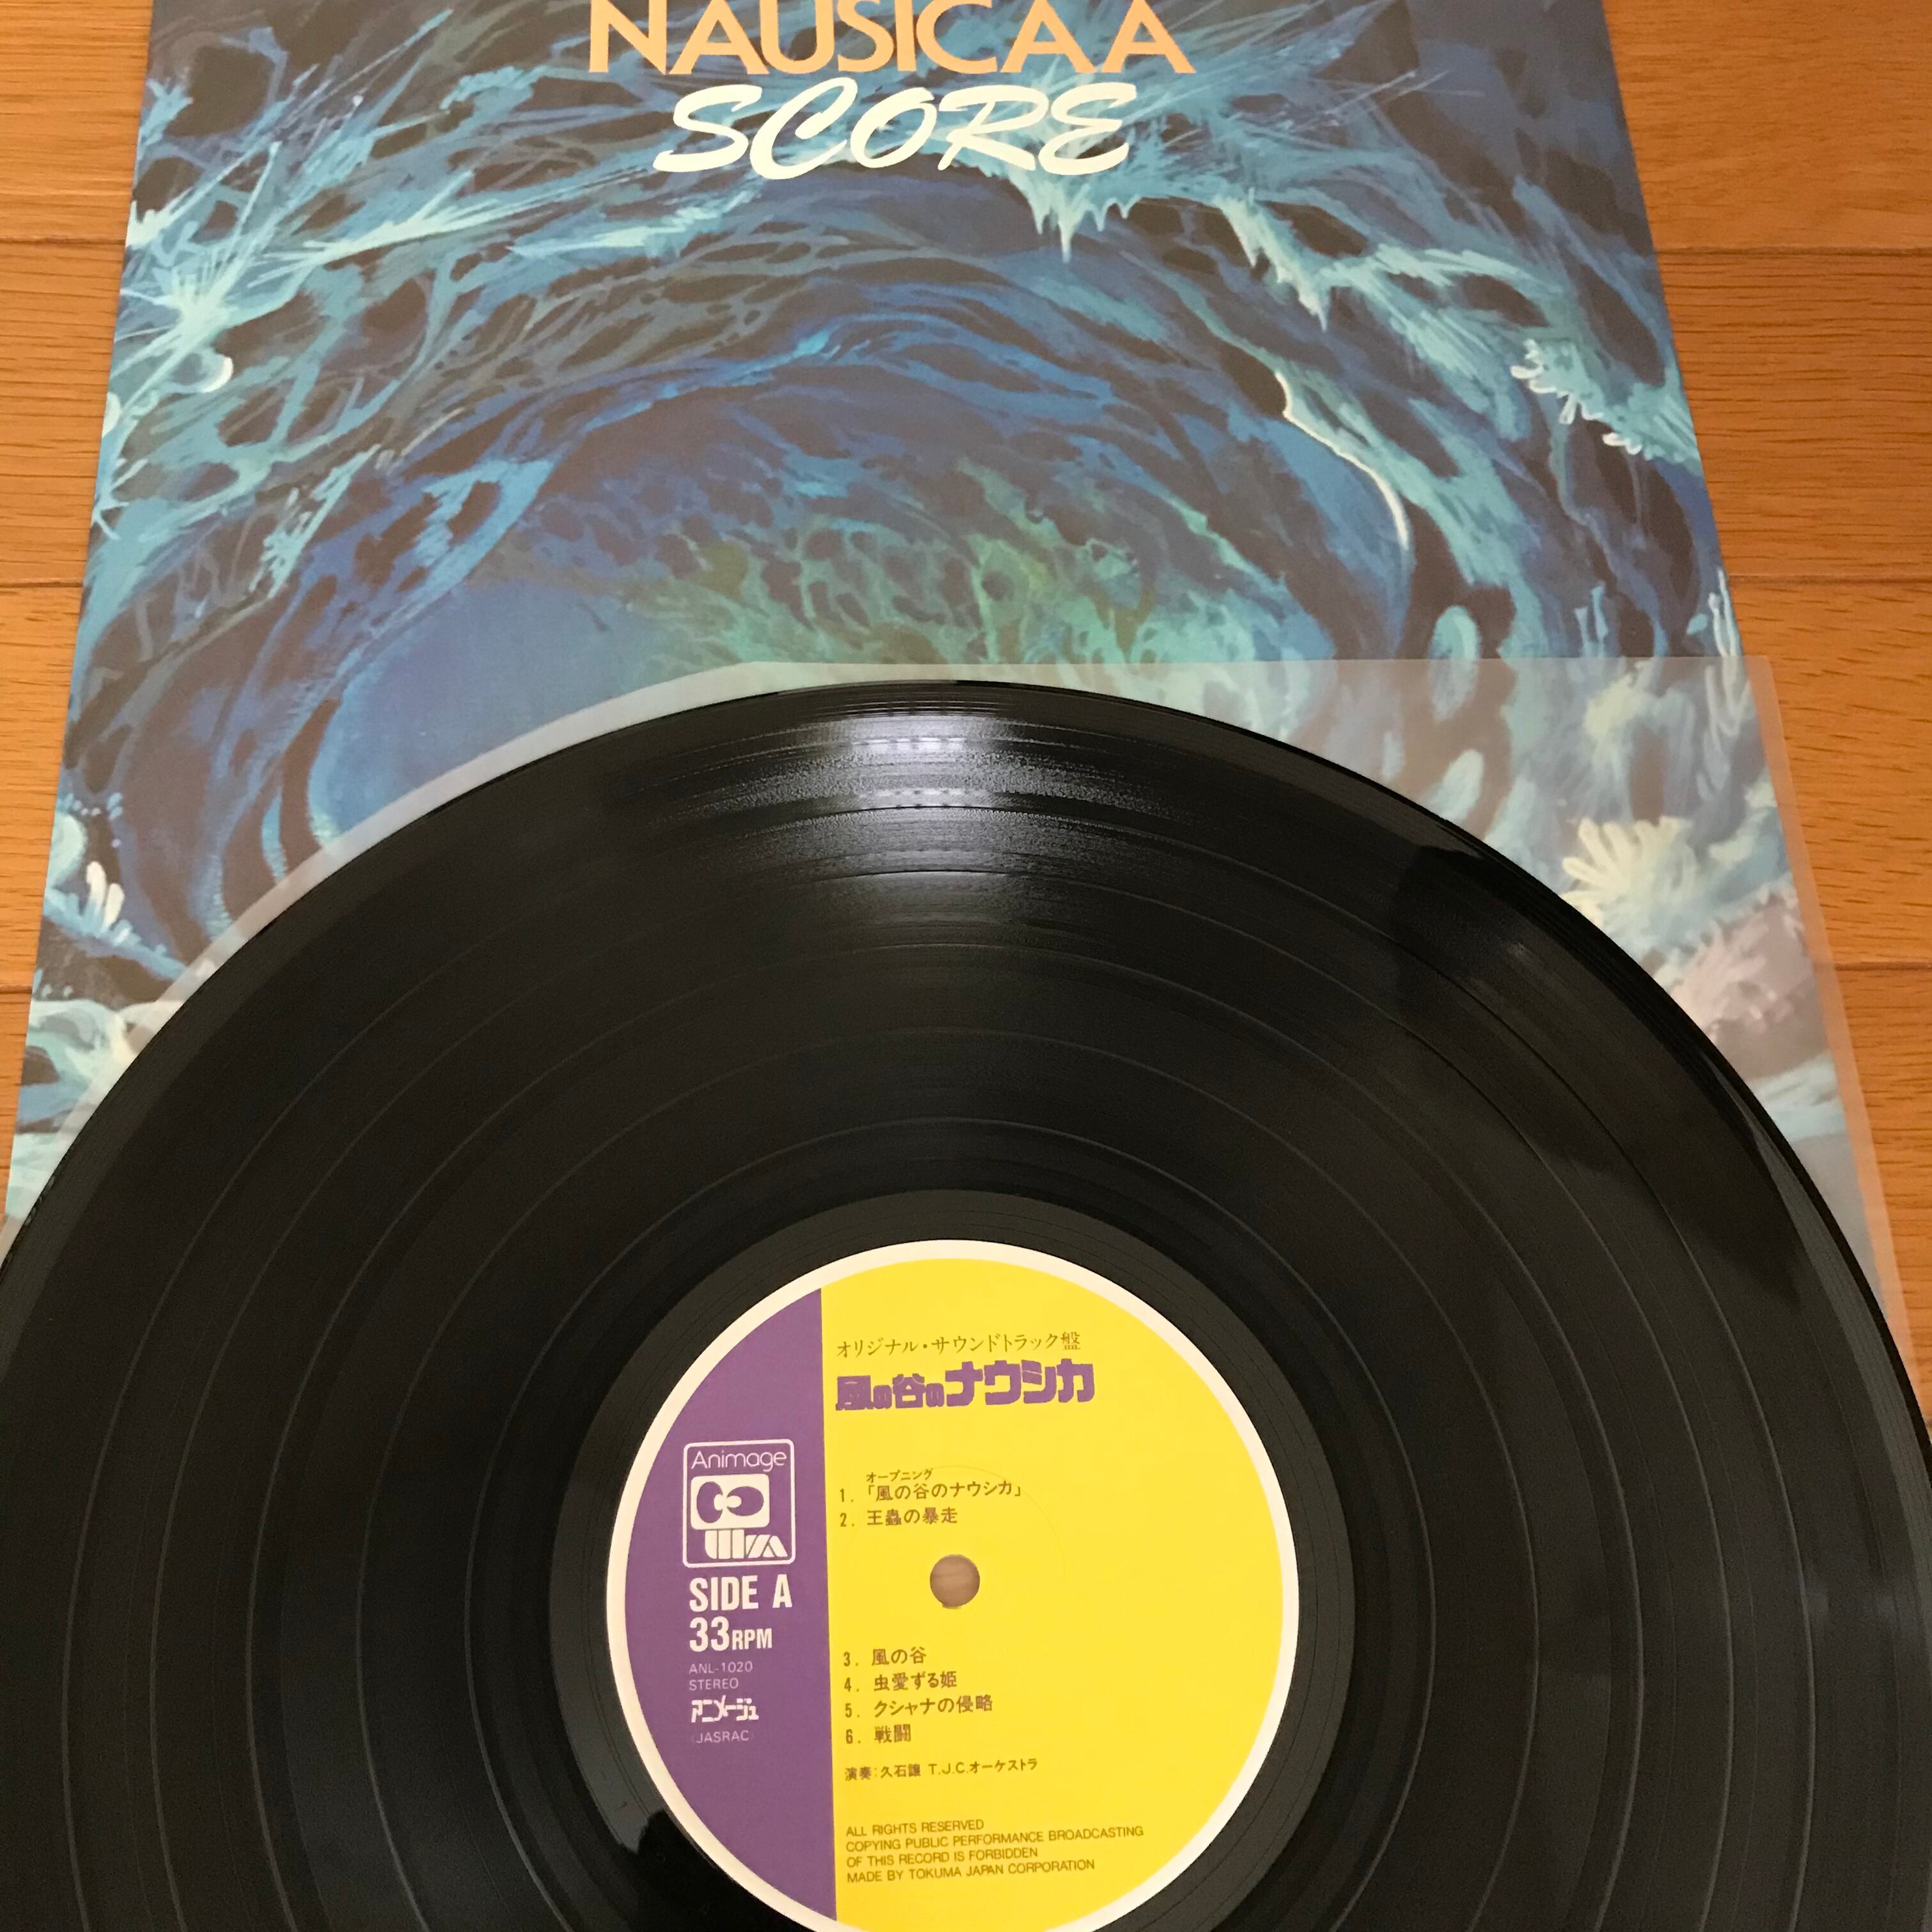 NAUSICAA
SCORE
オリジナル・サウンドトラック盤
風の谷のナウシカ
Animage
SIDE A
33RPM
ANL-1020
STEREO
アニメージュ
(JASRAC)
オープニング
1. 「風の谷のナウシカ」
2. 王蟲の暴走
3. 風の谷
4. 虫愛ずる姫
5. クシャナの侵略
6. 戦闘
演奏:久石譲 T.J.C.オーケストラ
ALL RIGHTS RESERVED
COPYING PUBLIC PERFORMANCE BROADCASTING
OF THIS RECORD IS FORBIDDEN
MADE BY TOKUMA JAPAN CORPORATION